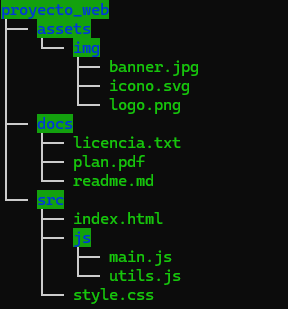 proyecto_web
assets
img
banner.jpg
icono.svg
logo.png
docs
licencia.txt
plan.pdf
readme.md
src
index.html
js
main.js
utils.js
style.css